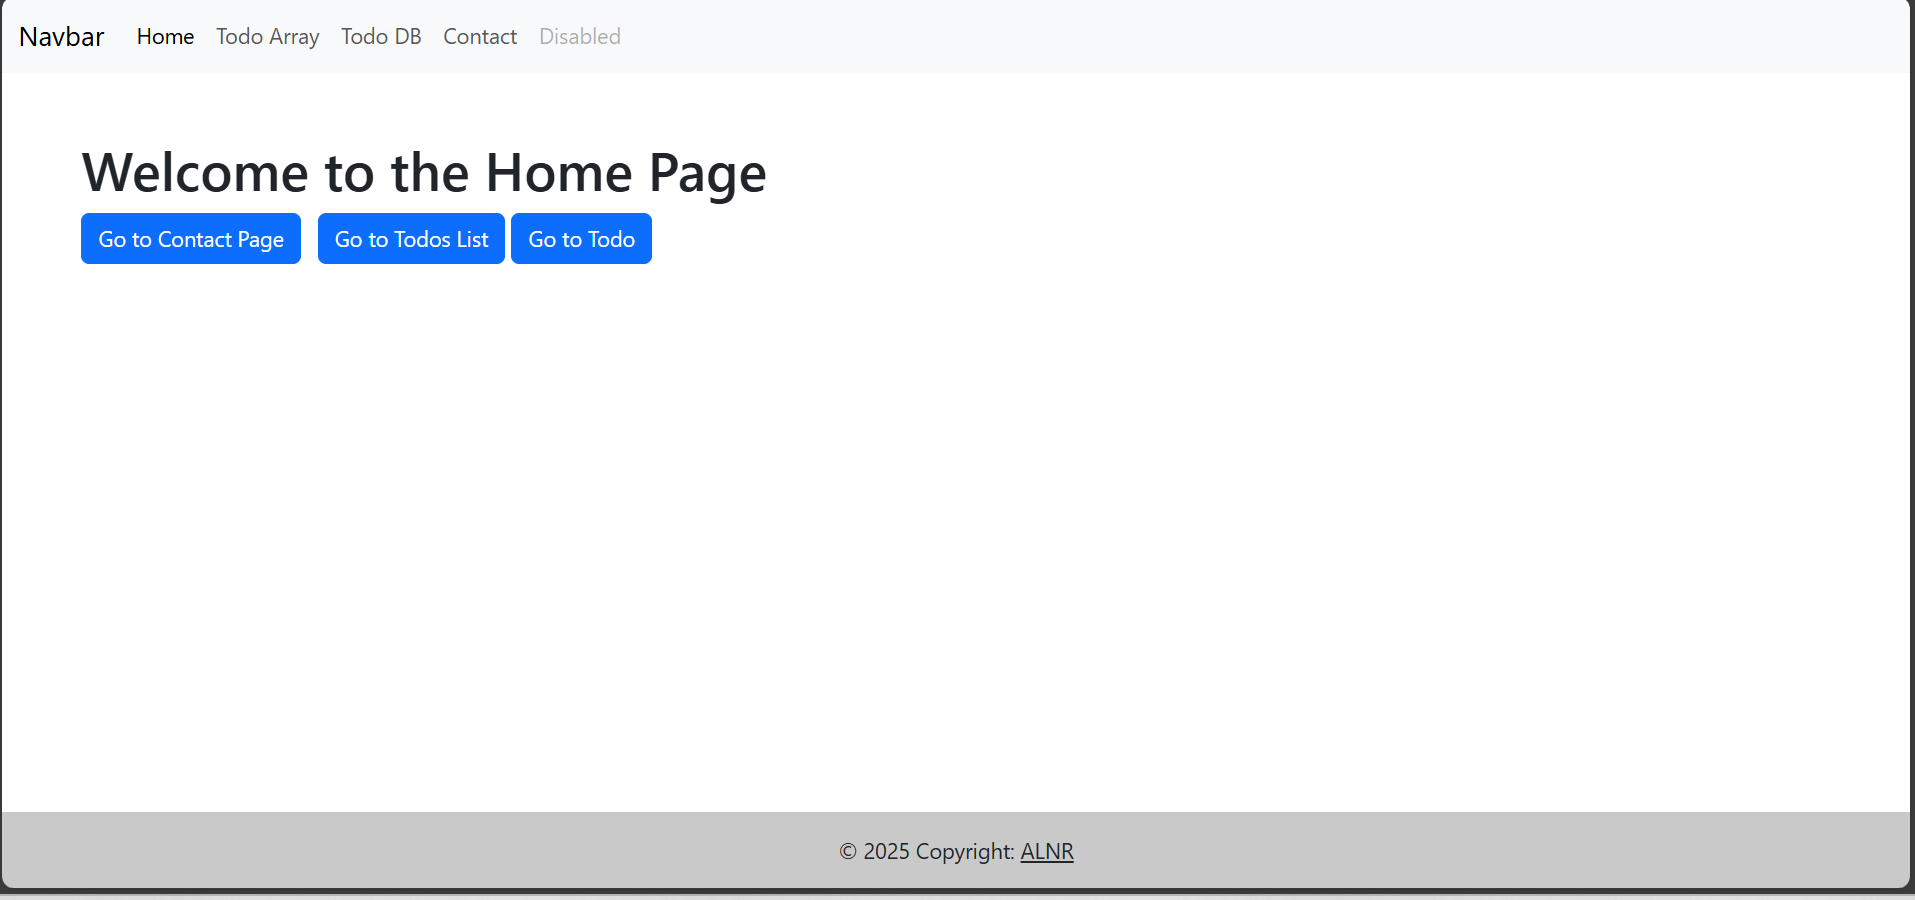 Navbar Home Todo Array Todo DB Contact Disabled
Welcome to the Home Page
Go to Contact Page Go to Todos List Go to Todo
© 2025 Copyright: ALNR